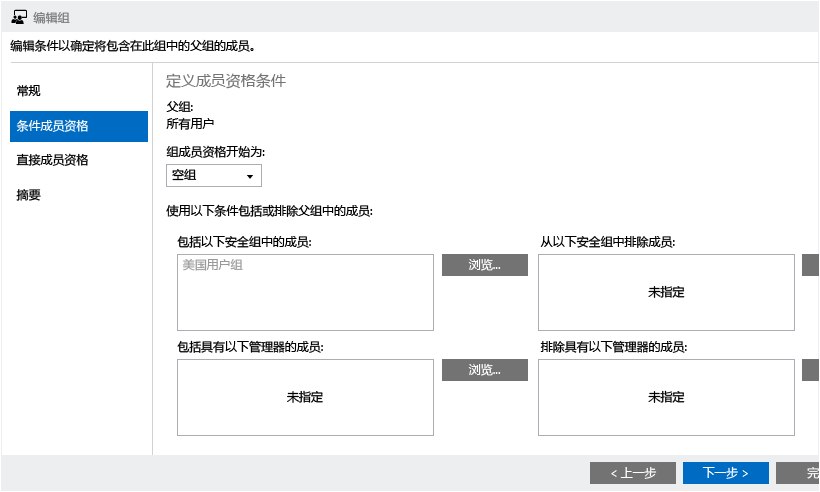 编辑组
编辑条件以确定将包含在此组中的父组的成员。
常规
条件成员资格
直接成员资格
摘要
定义成员资格条件
父组:
所有用户
组成员资格开始为:
空组
使用以下条件包括或排除父组中的成员:
包括以下安全组中的成员:
美国用户组
浏览...
从以下安全组中排除成员:
未指定
包括具有以下管理器的成员:
未指定
浏览...
排除具有以下管理器的成员:
未指定
< 上一步
下一步 >
完